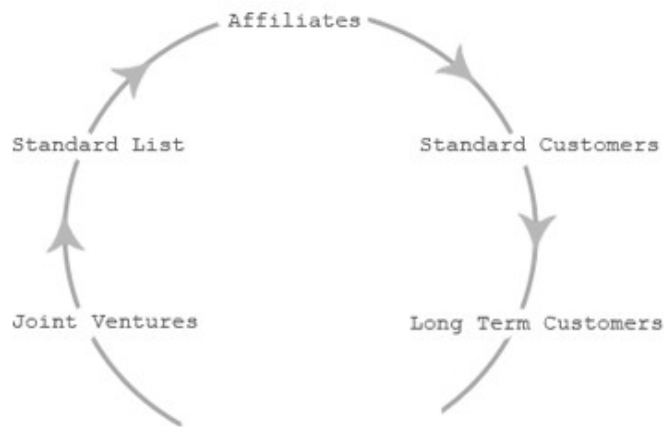 Affiliates
Standard List
Standard Customers
Joint Ventures
Long Term Customers